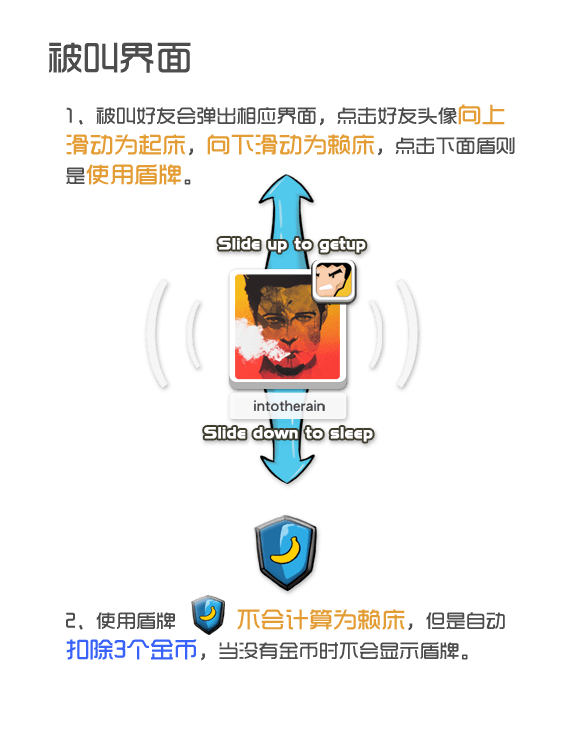 被叫界面
1、被叫好友会弹出相应界面，点击好友头像向上
滑动为起床，向下滑动为赖床，点击下面盾则
是使用盾牌。
Slide up to getup
intotherain
Slide down to sleep
2、使用盾牌 不会计算为赖床，但是自动
扣除3个金币，当没有金币时不会显示盾牌。